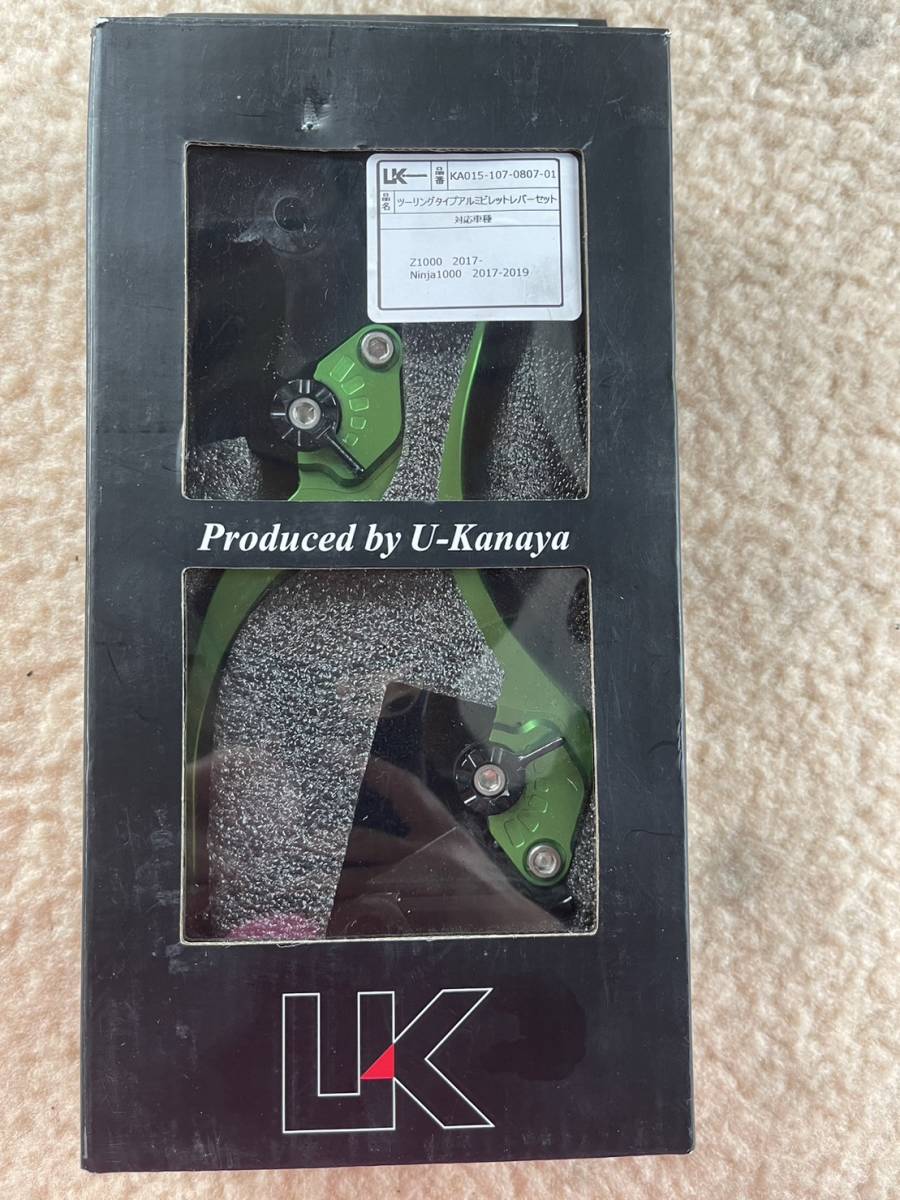 UK 品番 KA015-107-0807-01
品名 ツーリングタイプアルミビレットレバーセット
対応車種
Z1000 2017-
Ninja1000 2017-2019
Produced by U-Kanaya
UK